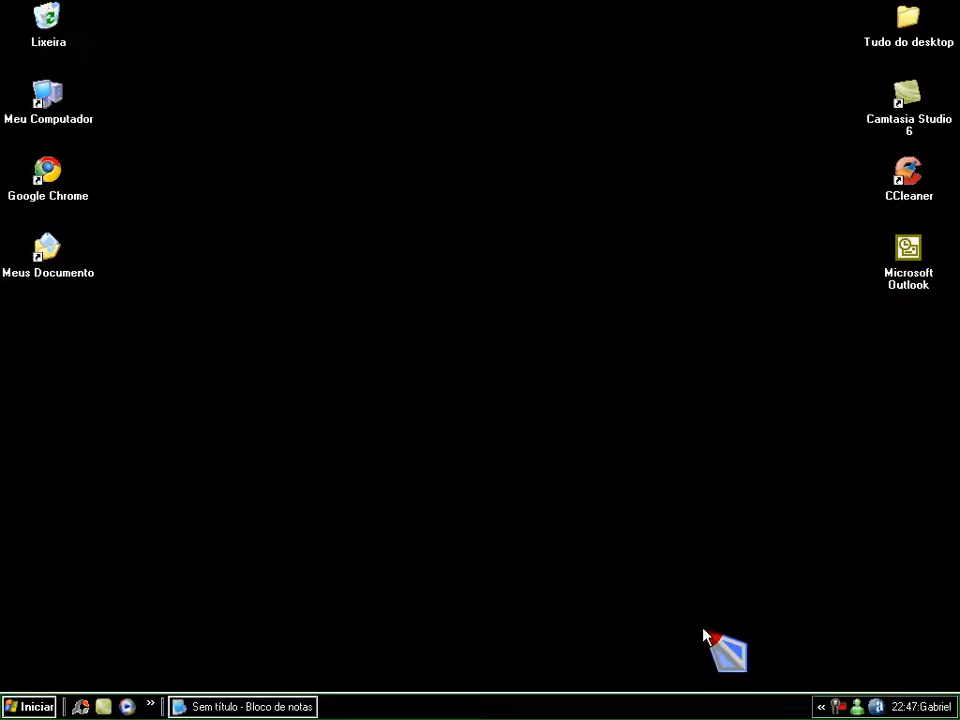 Lixeira
Meu Computador
Google Chrome
Meus Documento
Tudo do desktop
Camtasia Studio
6
CCleaner
Microsoft
Outlook
Iniciar
»
Sem título - Bloco de notas
«
22:47:Gabriel